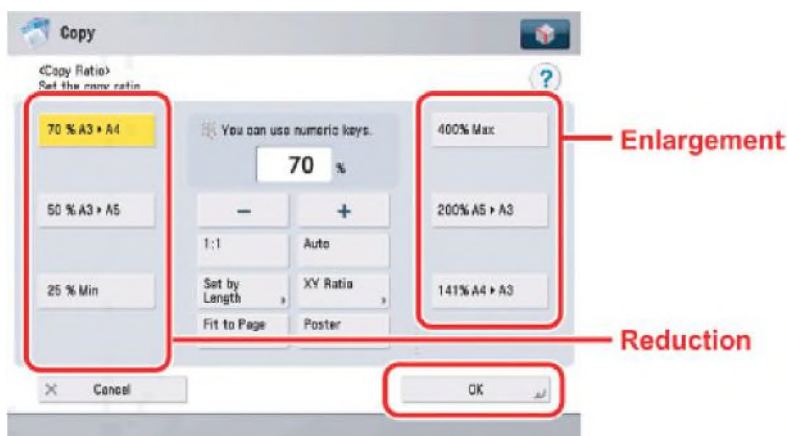 Copy
<Copy Ratio>
Set the copy ratio
?
70 % A3 ▸ A4
50 % A3 ▸ A5
25 % Min
You can use numeric keys.
70 %
− +
1:1 Auto
Set by Length
XY Ratio
Fit to Page Poster
400% Max
200% A5 ▸ A3
141% A4 ▸ A3
Enlargement
Reduction
× Cancel
OK